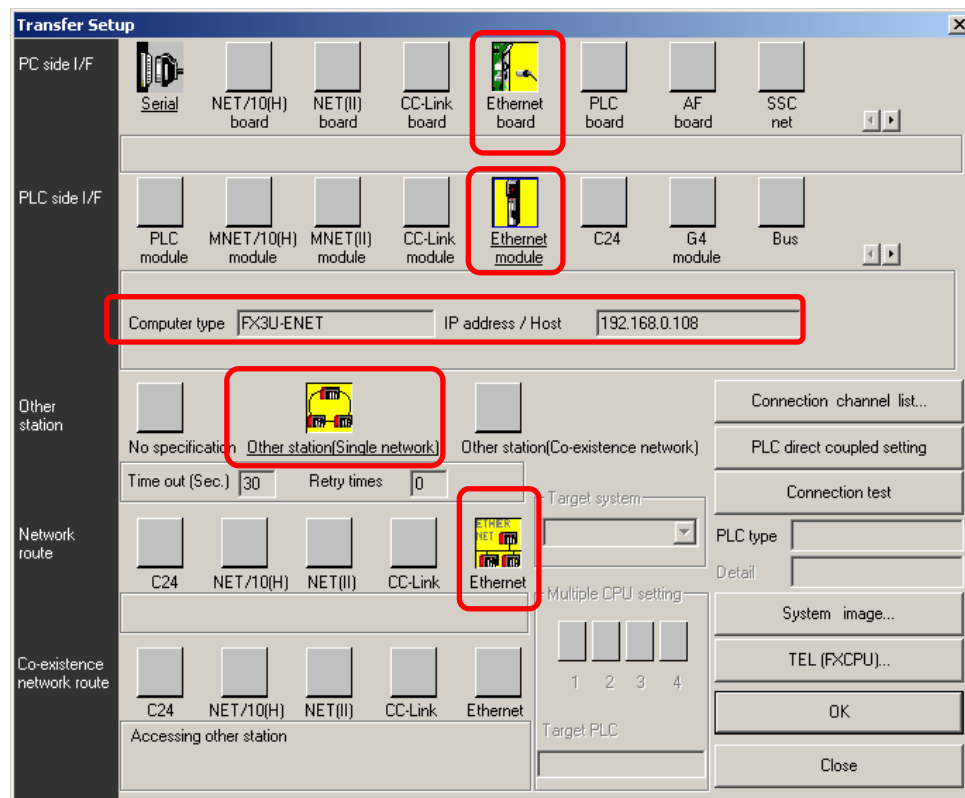 Transfer Setup
PC side I/F
Serial
NET/10(H) board
NET(II) board
CC-Link board
Ethernet board
PLC board
AF board
SSC net
PLC side I/F
PLC module
MNET/10(H) module
MNET(II) module
CC-Link module
Ethernet module
C24
G4 module
Bus
Computer type FX3U-ENET IP address / Host 192.168.0.108
Other station
No specification Other station(Single network) Other station(Co-existence network)
Time out (Sec.) 30 Retry times 0
Connection channel list...
PLC direct coupled setting
Connection test
PLC type
Detail
System image...
TEL (FXCPU)...
OK
Close
Target system
Multiple CPU setting
1 2 3 4
Target PLC
Network route
ETHER
NET
C24 NET/10(H) NET(II) CC-Link Ethernet
Co-existence network route
C24 NET/10(H) NET(II) CC-Link Ethernet
Accessing other station